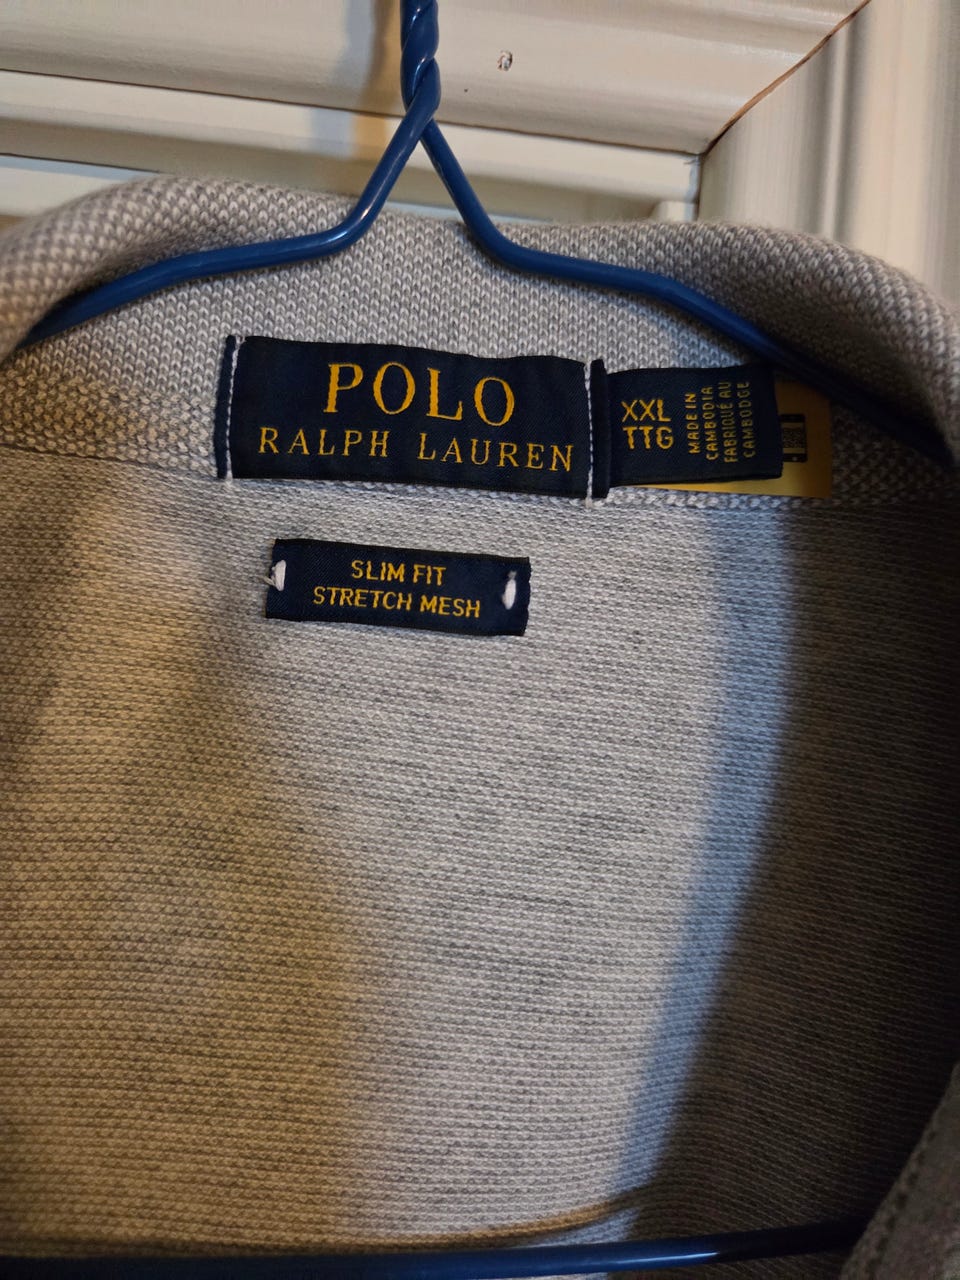 POLO
RALPH LAUREN
XXL
TTG
MADE IN
CAMBODIA
FABRIQUÉ AU
CAMBODGE
SLIM FIT
STRETCH MESH